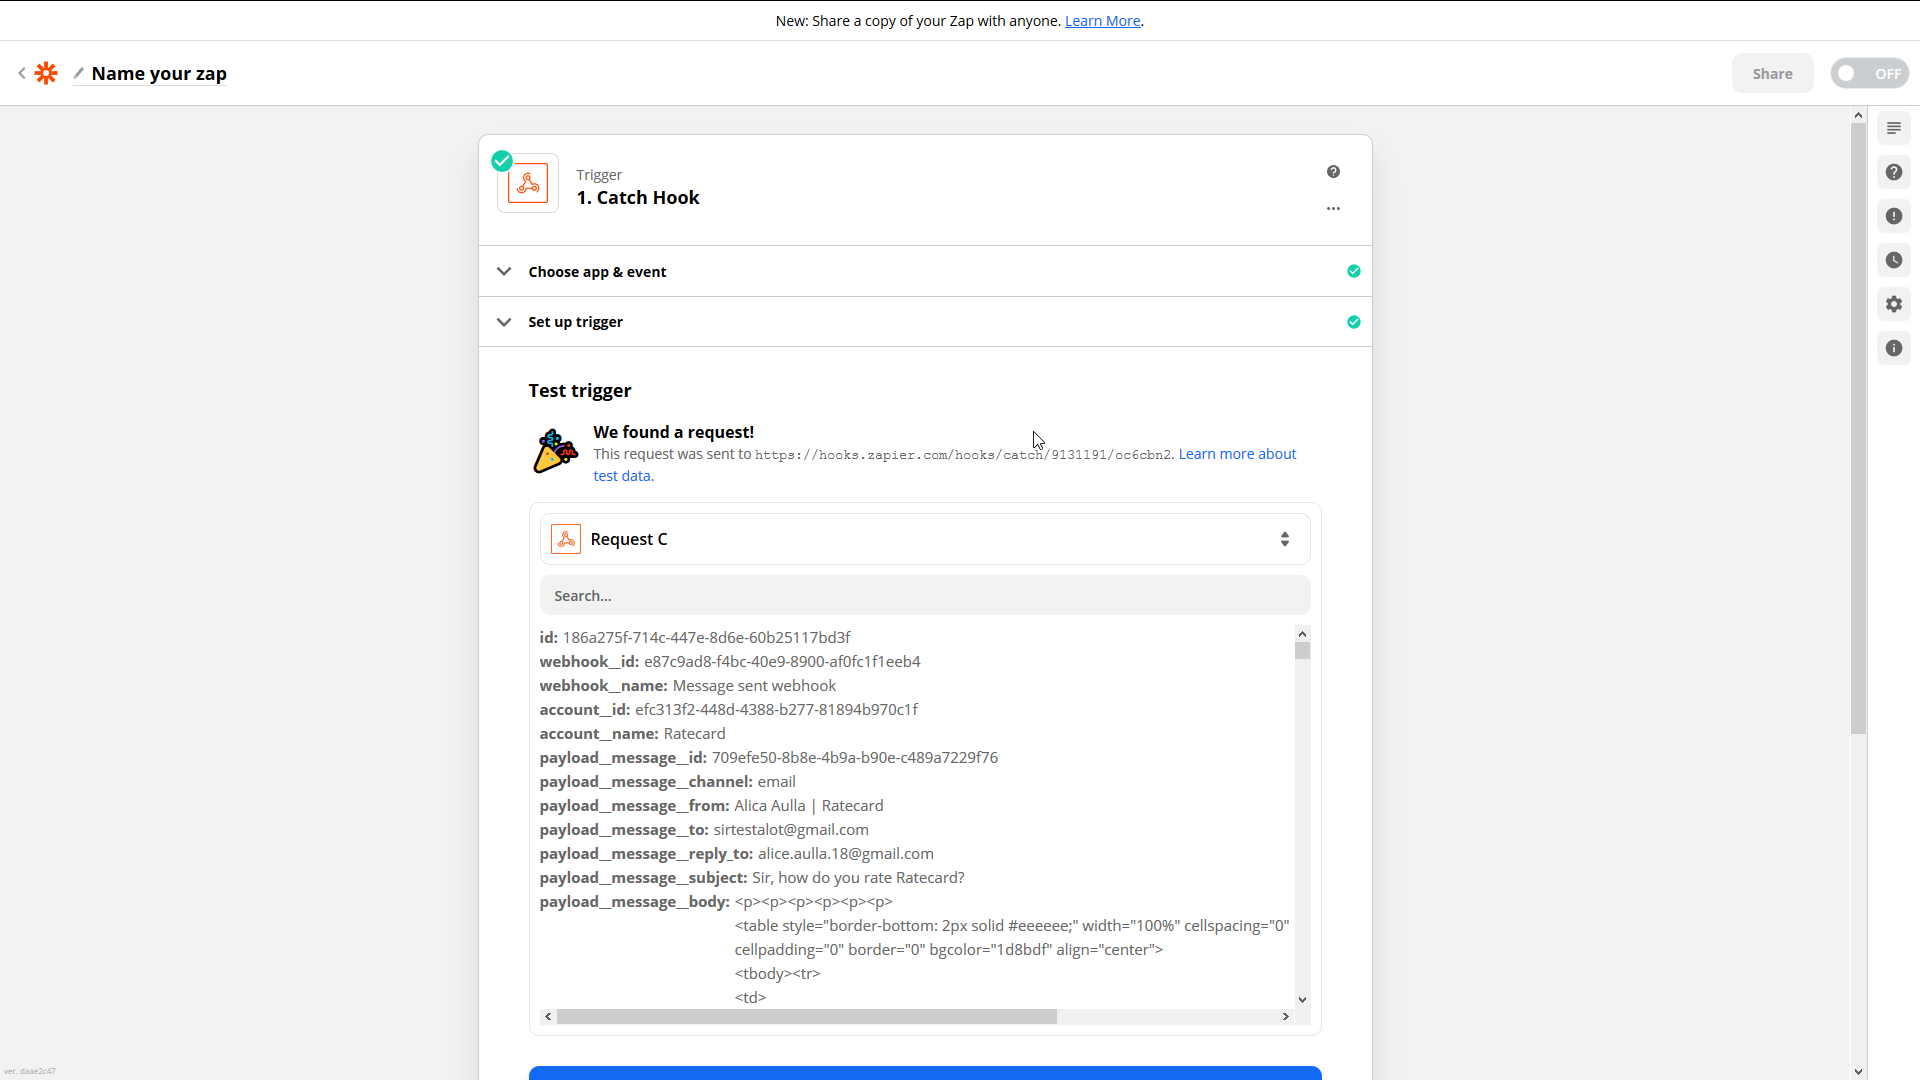 New: Share a copy of your Zap with anyone. Learn More.
Name your zap
Share
OFF
Trigger
1. Catch Hook
Choose app & event
Set up trigger
Test trigger
We found a request!
This request was sent to https://hooks.zapier.com/hooks/catch/9131191/oc6cbn2. Learn more about
test data.
Request C
Search...
id: 186a275f-714c-447e-8d6e-60b25117bd3f
webhook__id: e87c9ad8-f4bc-40e9-8900-af0fc1f1eeb4
webhook__name: Message sent webhook
account__id: efc313f2-448d-4388-b277-81894b970c1f
account__name: Ratecard
payload__message__id: 709efe50-8b8e-4b9a-b90e-c489a7229f76
payload__message__channel: email
payload__message__from: Alica Aulla | Ratecard
payload__message__to: sirtestalot@gmail.com
payload__message__reply_to: alice.aulla.18@gmail.com
payload__message__subject: Sir, how do you rate Ratecard?
payload__message__body: <p><p><p><p><p><p>
<table style="border-bottom: 2px solid #eeeeee;" width="100%" cellspacing="0"
cellpadding="0" border="0" bgcolor="1d8bdf" align="center">
<tbody><tr>
<td>
ver. daae2c47